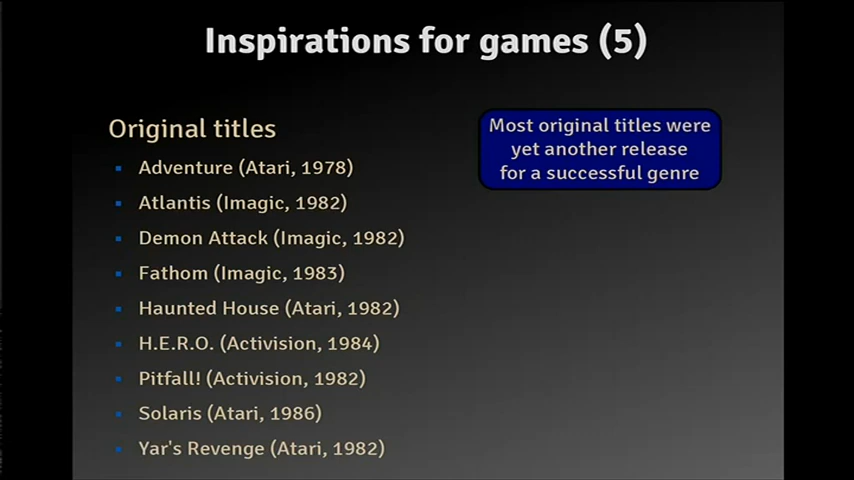 Inspirations for games (5)
Original titles
Adventure (Atari, 1978)
Atlantis (Imagic, 1982)
Demon Attack (Imagic, 1982)
Fathom (Imagic, 1983)
Haunted House (Atari, 1982)
H.E.R.O. (Activision, 1984)
Pitfall! (Activision, 1982)
Solaris (Atari, 1986)
Yar's Revenge (Atari, 1982)
Most original titles were
yet another release
for a successful genre